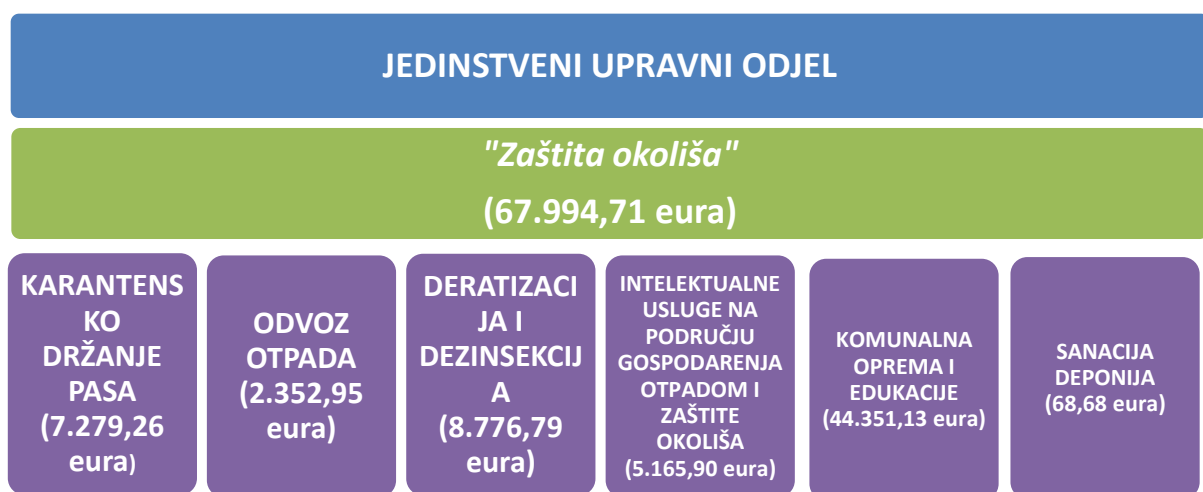 JEDINSTVENI UPRAVNI ODJEL
"Zaštita okoliša"
(67.994,71 eura)
KARANTENS
KO
DRŽANJE
PASA
(7.279,26
eura)
ODVOZ
OTPADA
(2.352,95
eura)
DERATIZACI
JA I
DEZINSEKCIJ
A
(8.776,79
eura)
INTELEKTUALNE
USLUGE NA
PODRUČJU
GOSPODARENJA
OTPADOM I
ZAŠTITE
OKOLIŠA
(5.165,90 eura)
KOMUNALNA
OPREMA I
EDUKACIJE
(44.351,13 eura)
SANACIJA
DEPONIJA
(68,68 eura)